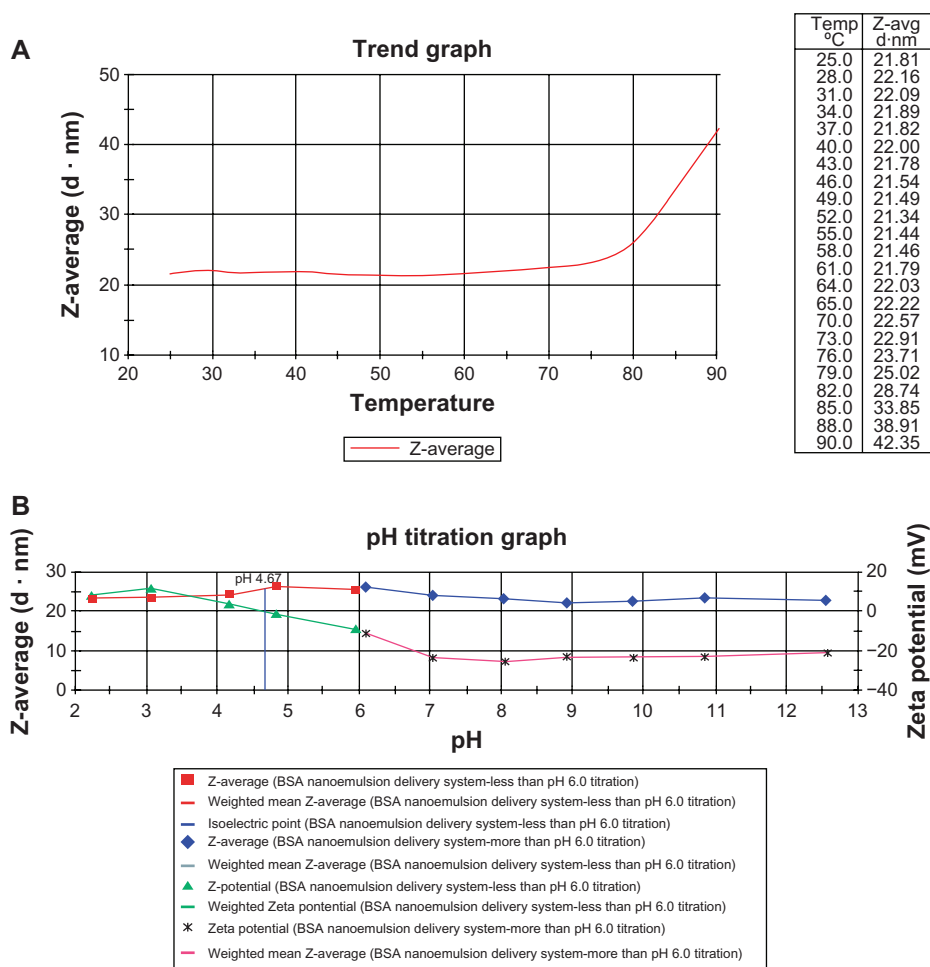 A
Trend graph
Z-average (d · nm)
50
40
30
20
10
20 30 40 50 60 70 80 90
Temperature
Z-average
Temp Z-avg
ºC d·nm
25.0 21.81
28.0 22.16
31.0 22.09
34.0 21.89
37.0 21.82
40.0 22.00
43.0 21.78
46.0 21.54
49.0 21.49
52.0 21.34
55.0 21.44
58.0 21.46
61.0 21.79
64.0 22.03
65.0 22.22
70.0 22.57
73.0 22.91
76.0 23.71
79.0 25.02
82.0 28.74
85.0 33.85
88.0 38.91
90.0 42.35
B
pH titration graph
Z-average (d · nm)
30
20
10
0
pH 4.67
20
0
−20
−40
Zeta potential (mV)
2 3 4 5 6 7 8 9 10 11 12 13
pH
Z-average (BSA nanoemulsion delivery system-less than pH 6.0 titration)
Weighted mean Z-average (BSA nanoemulsion delivery system-less than pH 6.0 titration)
Isoelectric point (BSA nanoemulsion delivery system-less than pH 6.0 titration)
Z-average (BSA nanoemulsion delivery system-more than pH 6.0 titration)
Weighted mean Z-average (BSA nanoemulsion delivery system-less than pH 6.0 titration)
Z-potential (BSA nanoemulsion delivery system-less than pH 6.0 titration)
Weighted Zeta potential (BSA nanoemulsion delivery system-less than pH 6.0 titration)
Zeta potential (BSA nanoemulsion delivery system-more than pH 6.0 titration)
Weighted mean Z-average (BSA nanoemulsion delivery system-more than pH 6.0 titration)